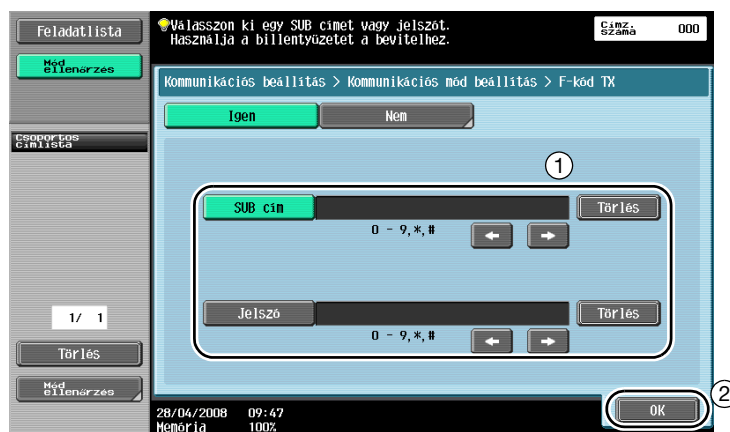 Feladatlista
Válasszon ki egy SUB címet vagy jelszót.
Használja a billentyűzetet a bevitelhez.
Címz.
száma
000
Mód
ellenőrzés
Kommunikációs beállítás > Kommunikációs mód beállítás > F-kód TX
Igen
Nem
Csoportos
címlista
1
SUB cím
Törlés
0 - 9,*,#
Jelszó
Törlés
0 - 9,*,#
1/ 1
Törlés
Mód
ellenőrzés
2
OK
28/04/2008 09:47
Memória 100%